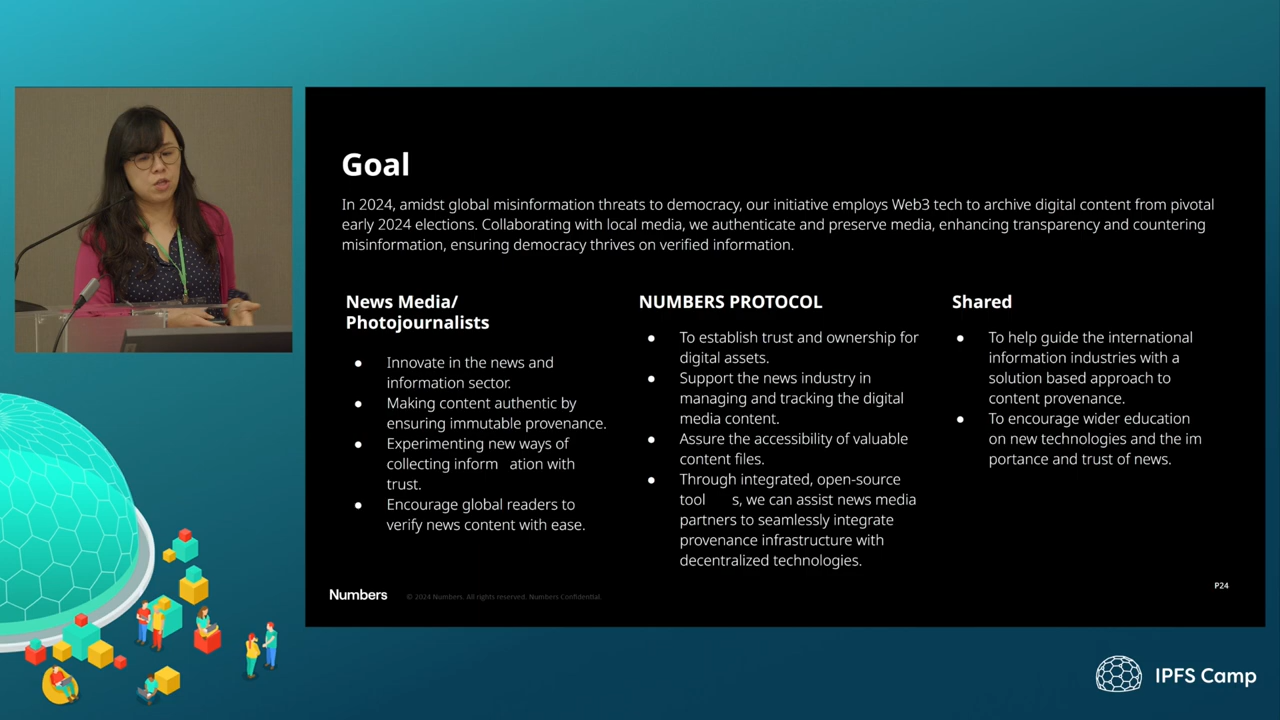 Goal
In 2024, amidst global misinformation threats to democracy, our initiative employs Web3 tech to archive digital content from pivotal
early 2024 elections. Collaborating with local media, we authenticate and preserve media, enhancing transparency and countering
misinformation, ensuring democracy thrives on verified information.
News Media/
Photojournalists
● Innovate in the news and
information sector.
● Making content authentic by
ensuring immutable provenance.
● Experimenting new ways of
collecting inform ation with
trust.
● Encourage global readers to
verify news content with ease.
NUMBERS PROTOCOL
● To establish trust and ownership for
digital assets.
● Support the news industry in
managing and tracking the digital
media content.
● Assure the accessibility of valuable
content files.
● Through integrated, open-source
tool s, we can assist news media
partners to seamlessly integrate
provenance infrastructure with
decentralized technologies.
Shared
● To help guide the international
information industries with a
solution based approach to
content provenance.
● To encourage wider education
on new technologies and the im
portance and trust of news.
P24
Numbers
© 2024 Numbers. All rights reserved. Numbers Confidential.
IPFS Camp